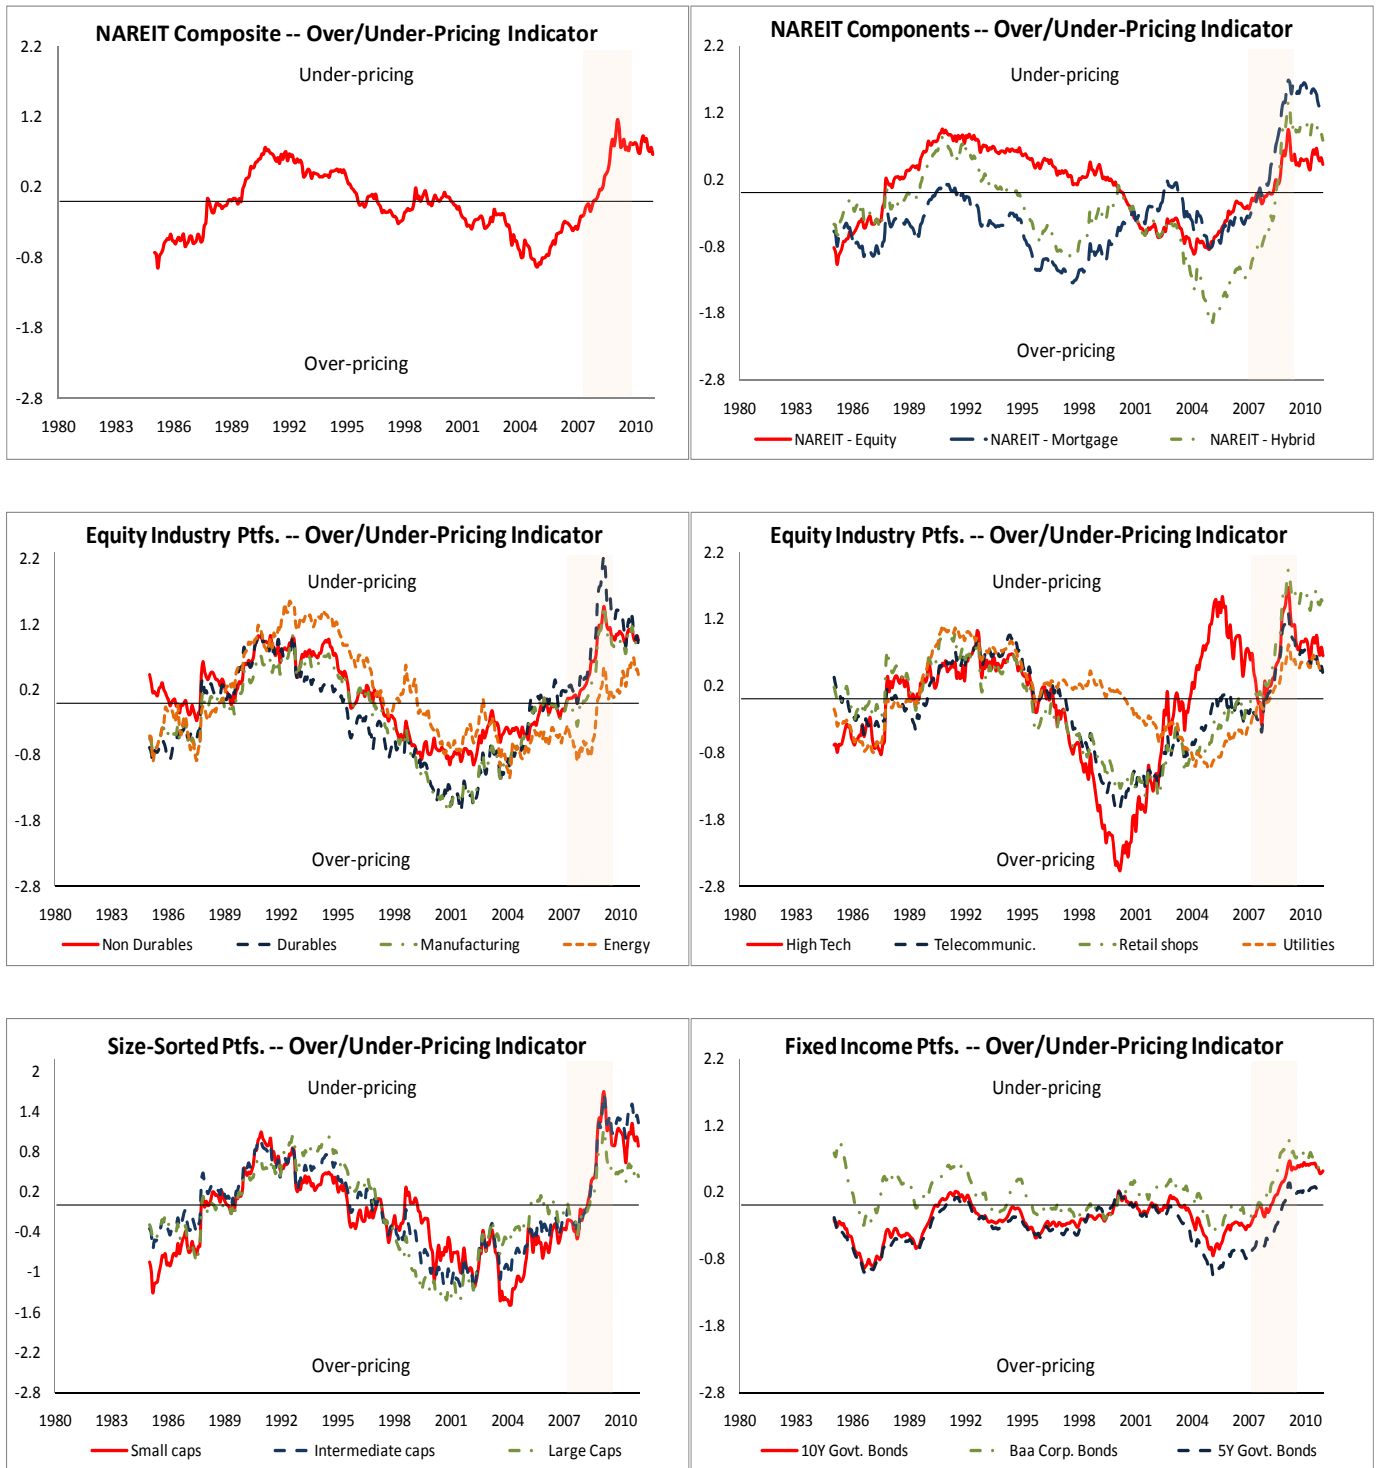 NAREIT Composite -- Over/Under-Pricing Indicator
2.2
Under-pricing
1.2
0.2
-0.8
-1.8
Over-pricing
-2.8
1980 1983 1986 1989 1992 1995 1998 2001 2004 2007 2010
NAREIT Components -- Over/Under-Pricing Indicator
2.2
Under-pricing
1.2
0.2
-0.8
-1.8
Over-pricing
-2.8
1980 1983 1986 1989 1992 1995 1998 2001 2004 2007 2010
NAREIT - Equity NAREIT - Mortgage NAREIT - Hybrid
Equity Industry Ptfs. -- Over/Under-Pricing Indicator
2.2
Under-pricing
1.2
0.2
-0.8
-1.8
Over-pricing
-2.8
1980 1983 1986 1989 1992 1995 1998 2001 2004 2007 2010
Non Durables Durables Manufacturing Energy
Equity Industry Ptfs. -- Over/Under-Pricing Indicator
2.2
Under-pricing
1.2
0.2
-0.8
-1.8
Over-pricing
-2.8
1980 1983 1986 1989 1992 1995 1998 2001 2004 2007 2010
High Tech Telecommunic. Retail shops Utilities
Size-Sorted Ptfs. -- Over/Under-Pricing Indicator
2
Under-pricing
1.4
0.8
0.2
-0.4
-1
-1.6
-2.2
Over-pricing
-2.8
1980 1983 1986 1989 1992 1995 1998 2001 2004 2007 2010
Small caps Intermediate caps Large Caps
Fixed Income Ptfs. -- Over/Under-Pricing Indicator
2.2
Under-pricing
1.2
0.2
-0.8
-1.8
Over-pricing
-2.8
1980 1983 1986 1989 1992 1995 1998 2001 2004 2007 2010
10Y Govt. Bonds Baa Corp. Bonds 5Y Govt. Bonds